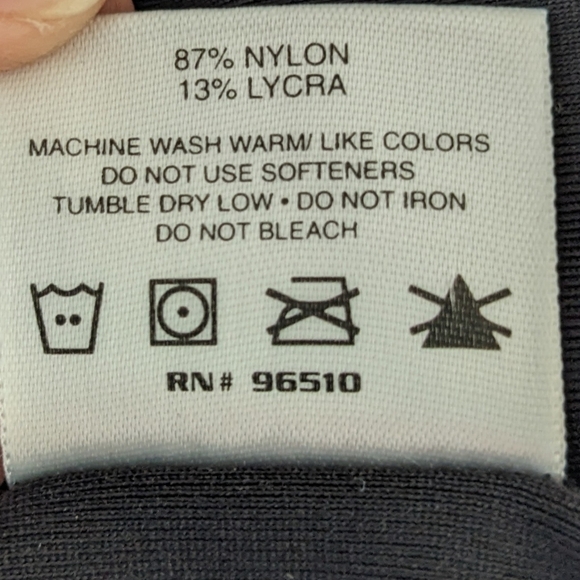 87% NYLON
13% LYCRA
MACHINE WASH WARM/ LIKE COLORS
DO NOT USE SOFTENERS
TUMBLE DRY LOW • DO NOT IRON
DO NOT BLEACH
RN# 96510